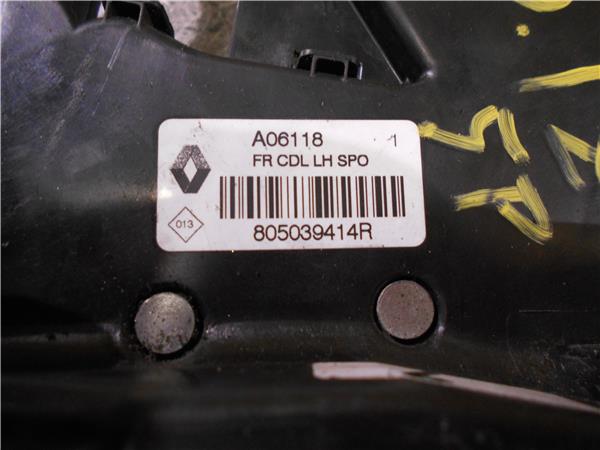 A06118 1
FR CDL LH SPO
013
805039414R